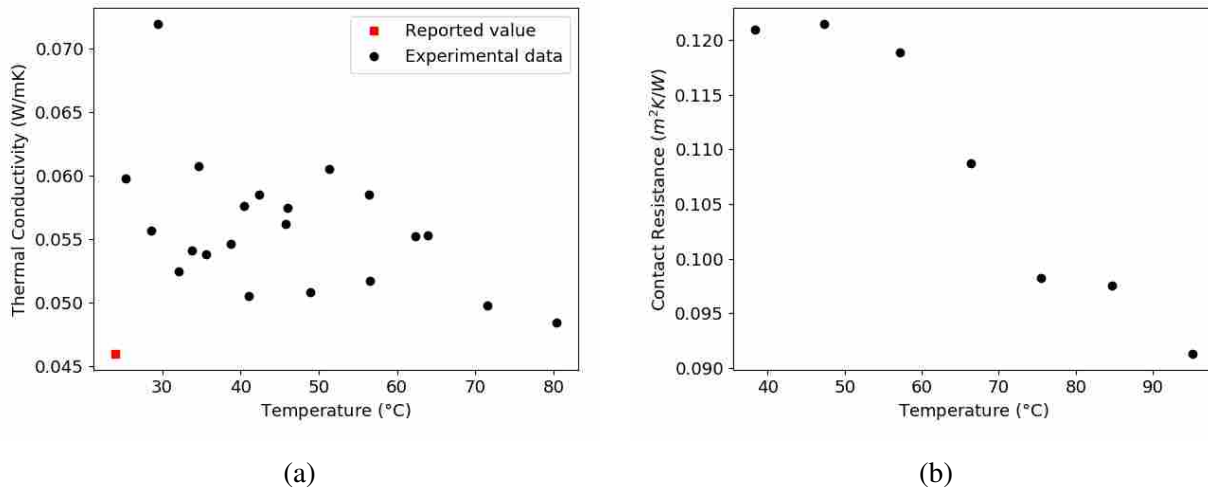 Thermal Conductivity (W/mK)
0.070
0.065
0.060
0.055
0.050
0.045
30 40 50 60 70 80
Temperature (°C)
Reported value
Experimental data
(a)
Contact Resistance (m²K/W)
0.120
0.115
0.110
0.105
0.100
0.095
0.090
40 50 60 70 80 90
Temperature (°C)
(b)